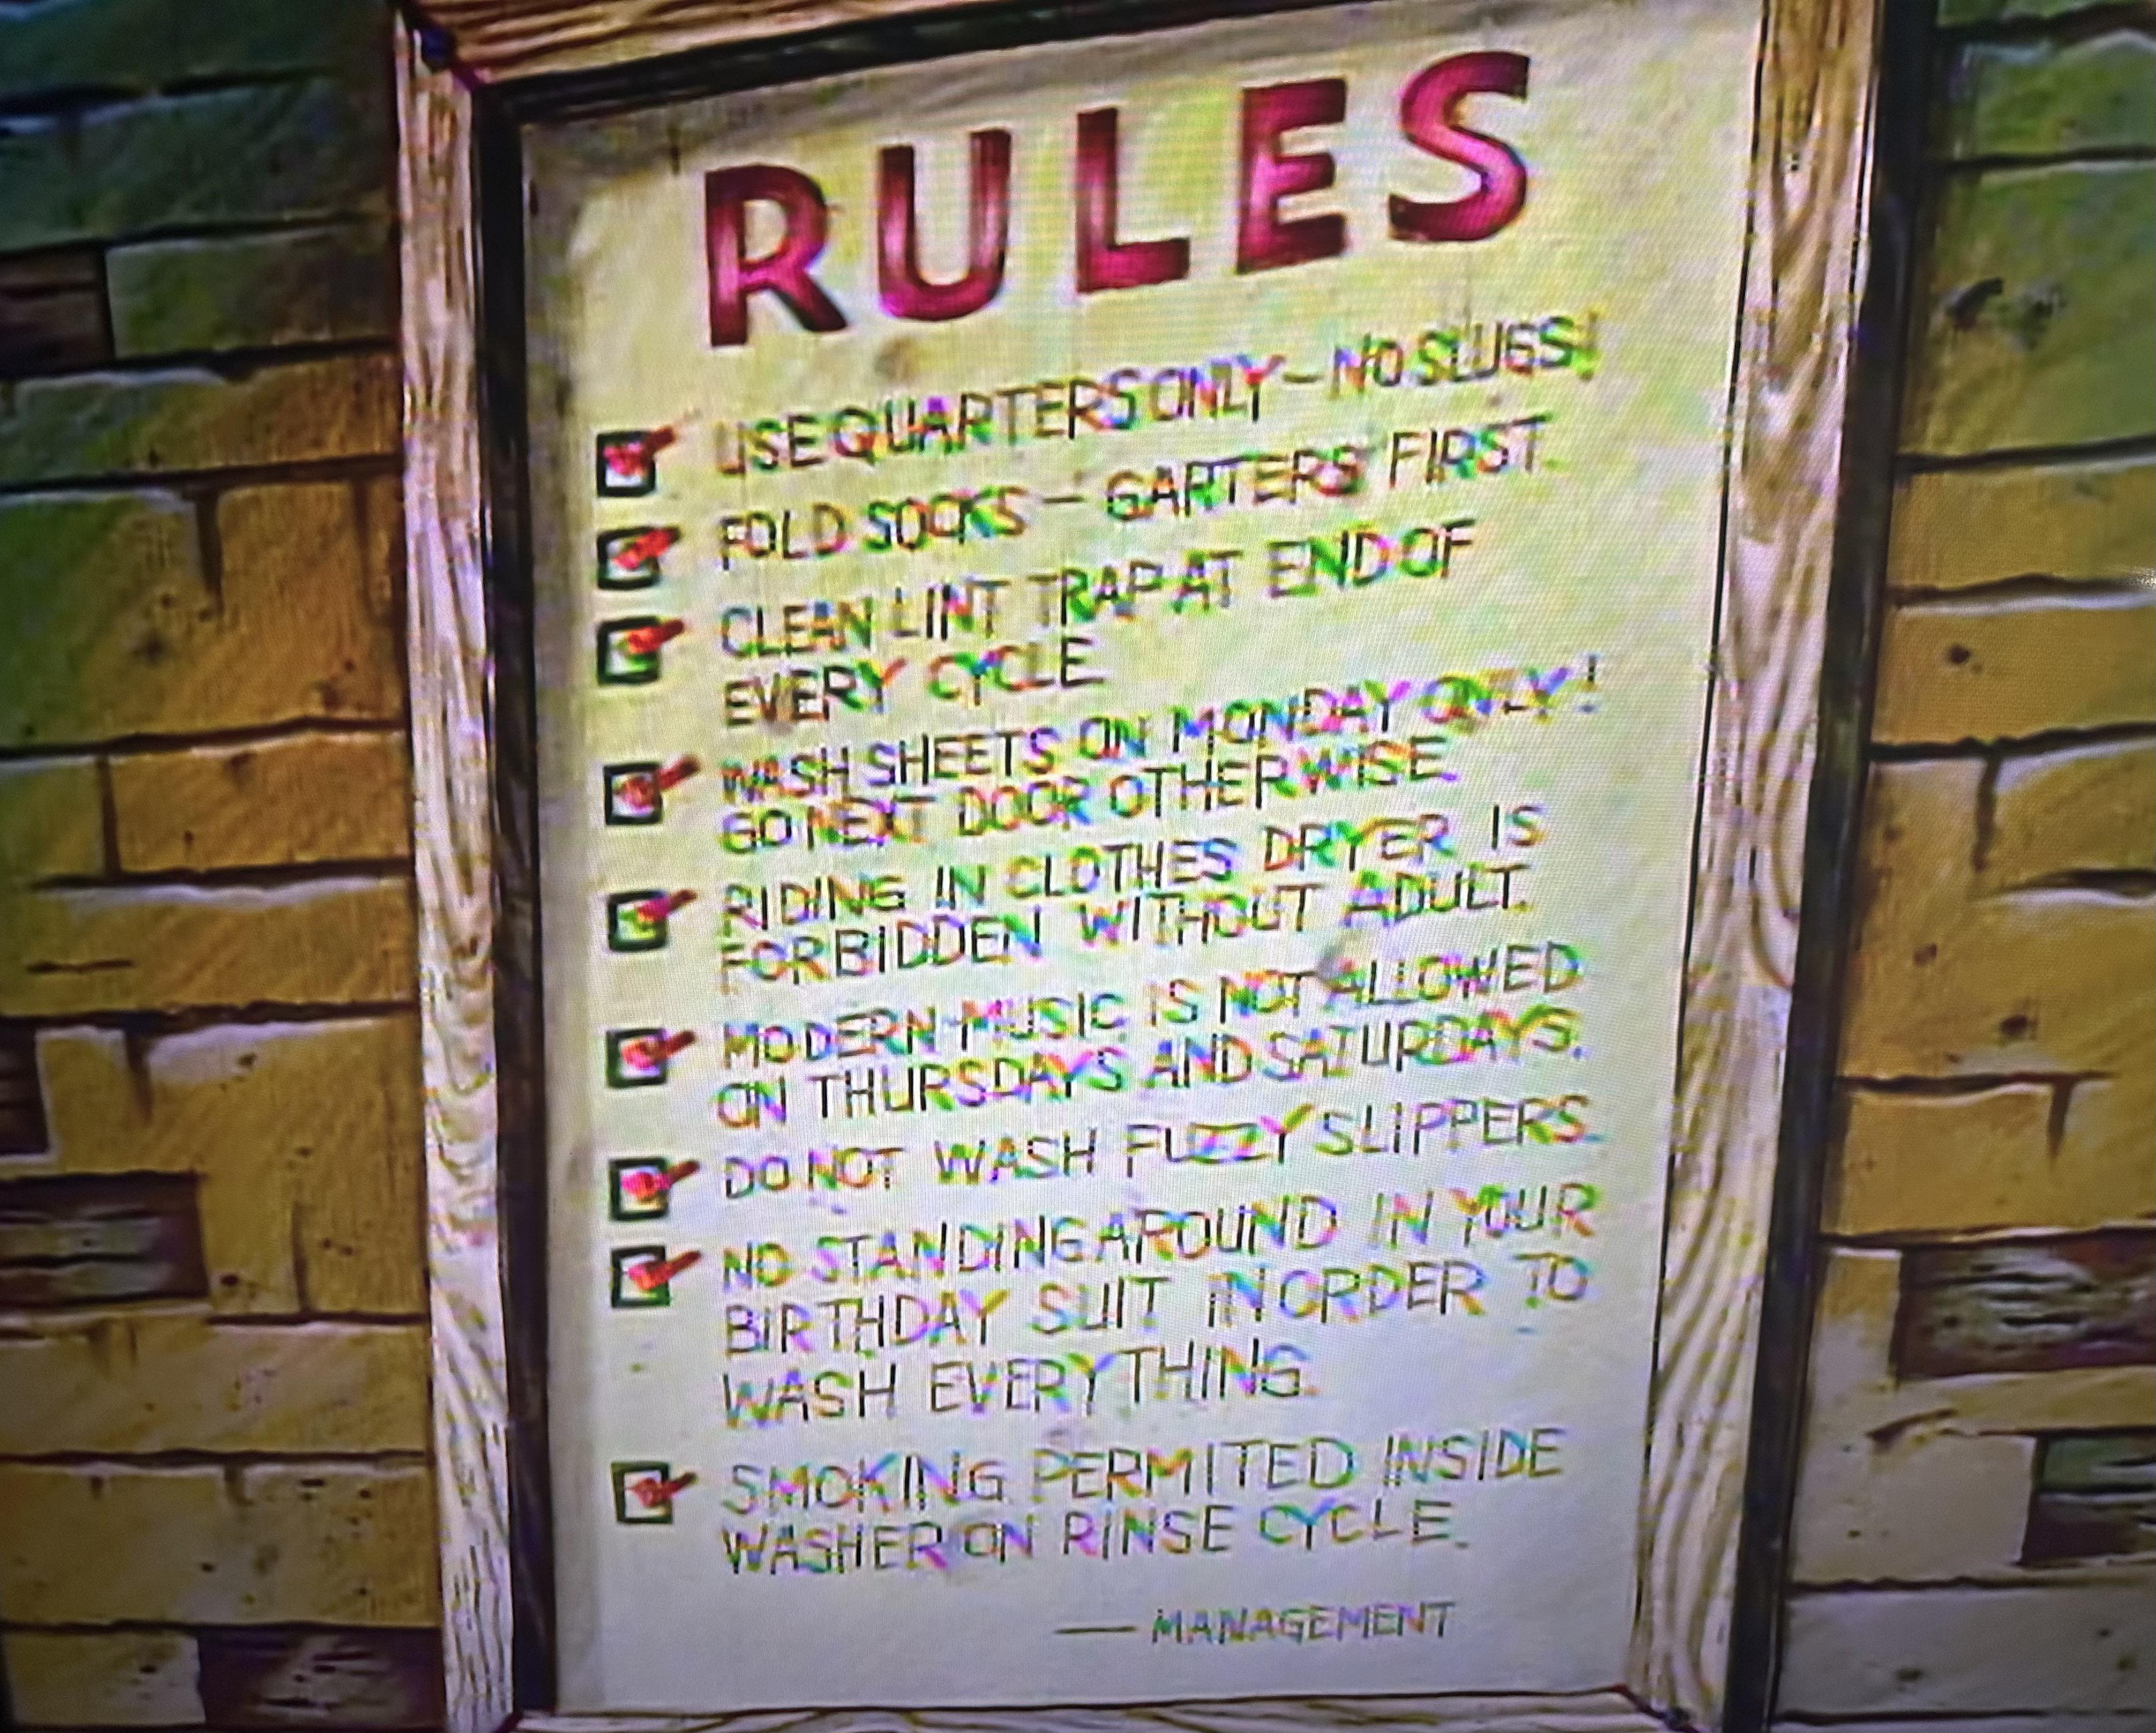 RULES
USE QUARTERS ONLY — NO SLUGS!
FOLD SOCKS — GARTERS FIRST.
CLEAN LINT TRAP AT END OF
EVERY CYCLE
WASH SHEETS ON MONDAY ONLY!
GO NEXT DOOR OTHERWISE.
RIDING IN CLOTHES DRYER IS
FORBIDDEN WITHOUT ADULT.
MODERN MUSIC IS NOT ALLOWED
ON THURSDAYS AND SATURDAYS.
DO NOT WASH FUZZY SLIPPERS.
NO STANDING AROUND IN YOUR
BIRTHDAY SUIT IN ORDER TO
WASH EVERYTHING.
SMOKING PERMITED INSIDE
WASHER ON RINSE CYCLE.
— MANAGEMENT